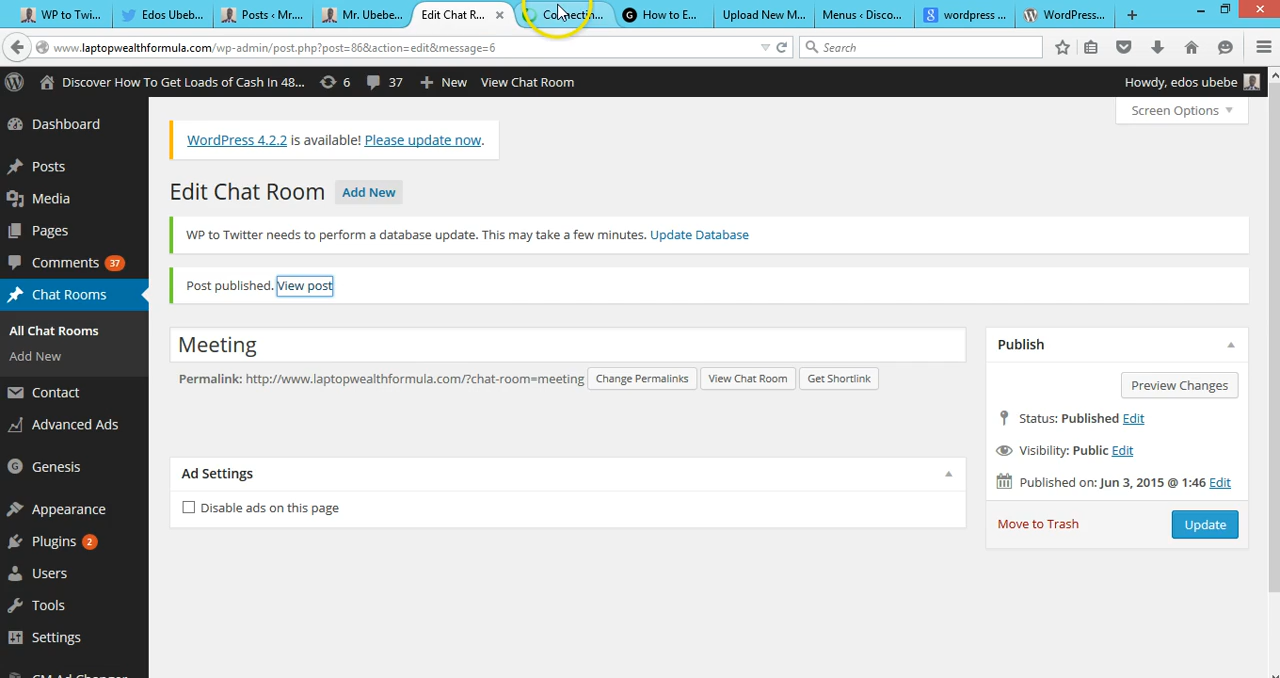 WP to Twi... Edos Ubeb... Posts ‹ Mr.... Mr. Ubebe... Edit Chat R... Connectin... How to E... Upload New M... Menus ‹ Disco... wordpress ... WordPress...
www.laptopwealthformula.com/wp-admin/post.php?post=86&action=edit&message=6 Search
Discover How To Get Loads of Cash In 48... 6 37 New View Chat Room Howdy, edos ubebe
Screen Options
Dashboard
Posts
Media
Pages
Comments 37
Chat Rooms
All Chat Rooms
Add New
Contact
Advanced Ads
Genesis
Appearance
Plugins 2
Users
Tools
Settings
CM Ad Changer
WordPress 4.2.2 is available! Please update now.
Edit Chat Room Add New
WP to Twitter needs to perform a database update. This may take a few minutes. Update Database
Post published. View post
Meeting
Permalink: http://www.laptopwealthformula.com/?chat-room=meeting Change Permalinks View Chat Room Get Shortlink
Ad Settings
Disable ads on this page
Publish
Preview Changes
Status: Published Edit
Visibility: Public Edit
Published on: Jun 3, 2015 @ 1:46 Edit
Move to Trash Update